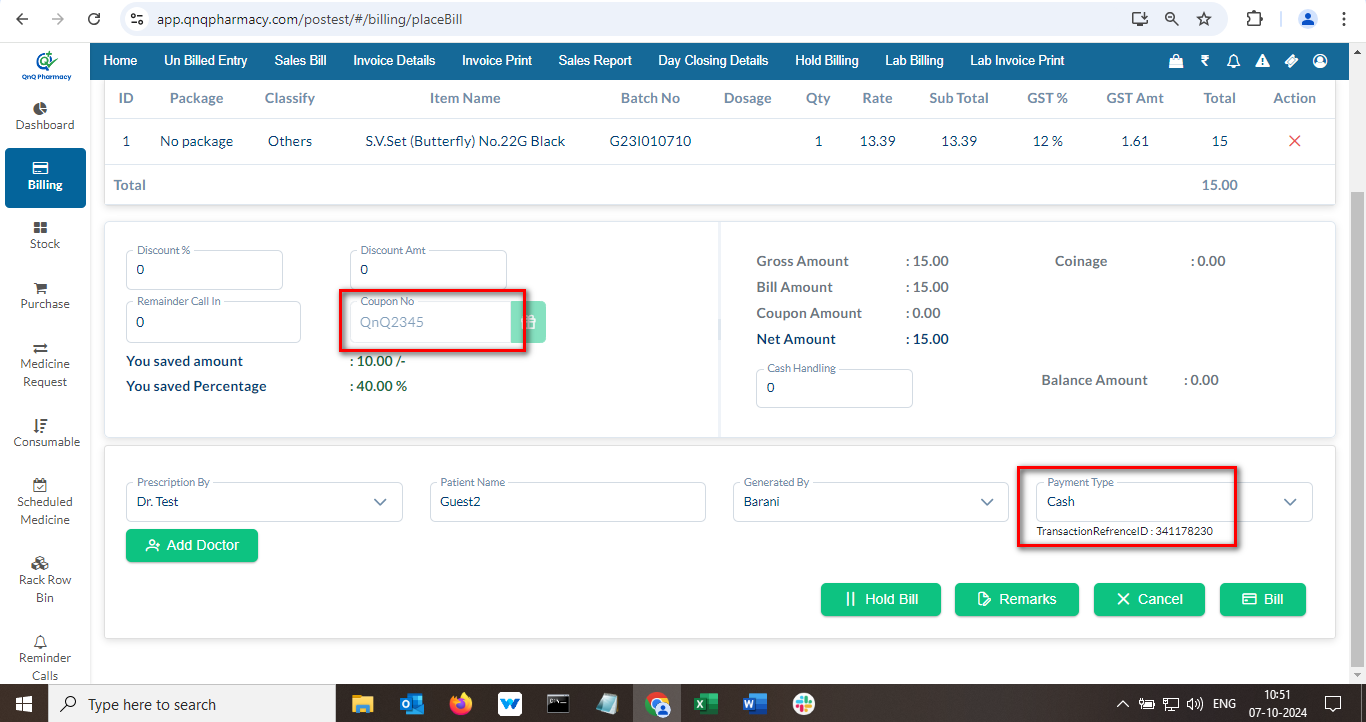 app.qnqpharmacy.com/postest/#/billing/placeBill
QnQ Pharmacy
Home Un Billed Entry Sales Bill Invoice Details Invoice Print Sales Report Day Closing Details Hold Billing Lab Billing Lab Invoice Print
Dashboard
Billing
Stock
Purchase
Medicine
Request
Consumable
Scheduled
Medicine
Rack Row
Bin
Reminder
Calls
ID Package Classify Item Name Batch No Dosage Qty Rate Sub Total GST % GST Amt Total Action
1 No package Others S.V.Set (Butterfly) No.22G Black G23I010710 1 13.39 13.39 12 % 1.61 15
Total 15.00
Discount % Discount Amt
0 0
Remainder Call In Coupon No
0 QnQ2345
You saved amount : 10.00 /-
You saved Percentage : 40.00 %
Gross Amount : 15.00 Coinage : 0.00
Bill Amount : 15.00
Coupon Amount : 0.00
Net Amount : 15.00
Cash Handling
0 Balance Amount : 0.00
Prescription By Patient Name Generated By Payment Type
Dr. Test Guest2 Barani Cash
TransactionRefrenceID : 341178230
Add Doctor
Hold Bill Remarks Cancel Bill
Type here to search
ENG
10:51
07-10-2024